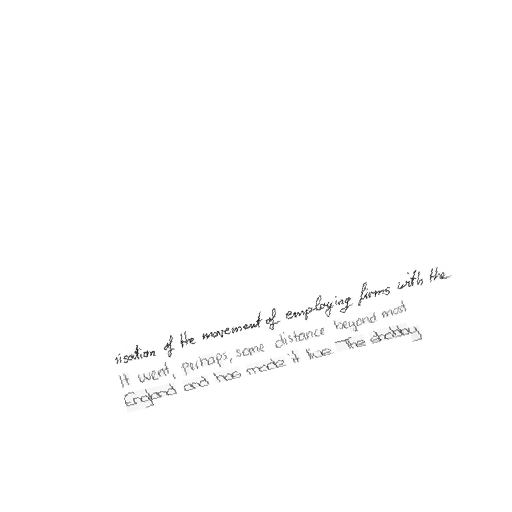 risation of the movement of employing firms with the
It went, perhaps, some distance beyond most
England and has made it live. The shabby